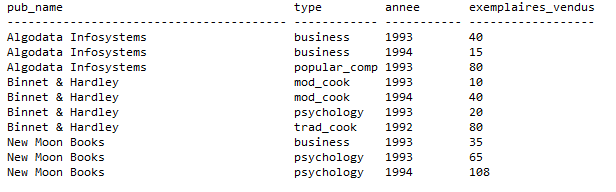 pub_name type annee exemplaires_vendus
---------------------------------------- ------------ ----------- ------------------
Algodata Infosystems business 1993 40
Algodata Infosystems business 1994 15
Algodata Infosystems popular_comp 1993 80
Binnet & Hardley mod_cook 1993 10
Binnet & Hardley mod_cook 1994 40
Binnet & Hardley psychology 1993 20
Binnet & Hardley trad_cook 1992 80
New Moon Books business 1993 35
New Moon Books psychology 1993 65
New Moon Books psychology 1994 108